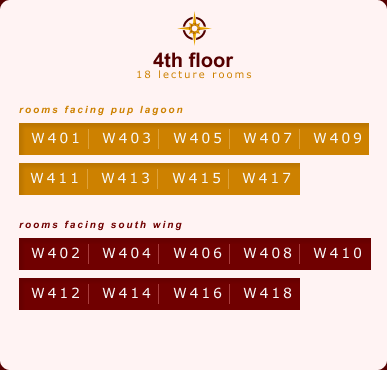 4th floor
18 lecture rooms
rooms facing pup lagoon
W401 W403 W405 W407 W409
W411 W413 W415 W417
rooms facing south wing
W402 W404 W406 W408 W410
W412 W414 W416 W418